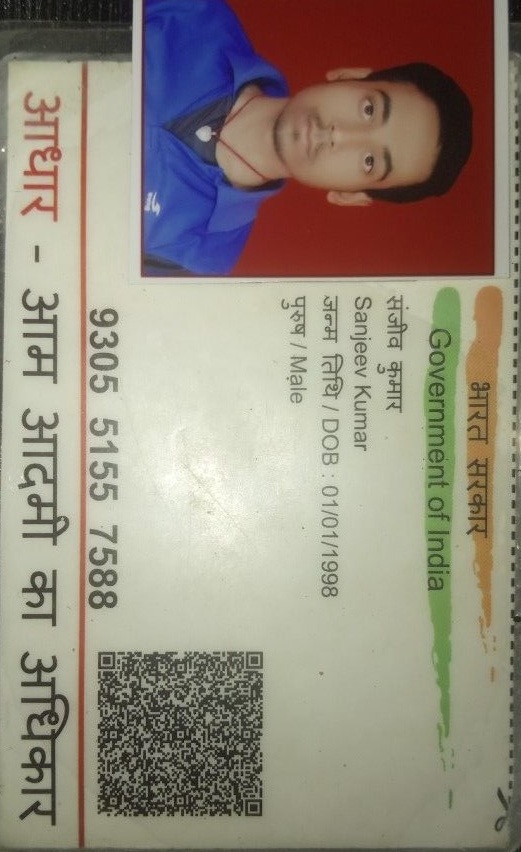 भारत सरकार
Government of India
संजीव कुमार
Sanjeev Kumar
जन्म तिथि / DOB : 01/01/1998
पुरुष / Male
9305 5155 7588
आधार - आम आदमी का अधिकार